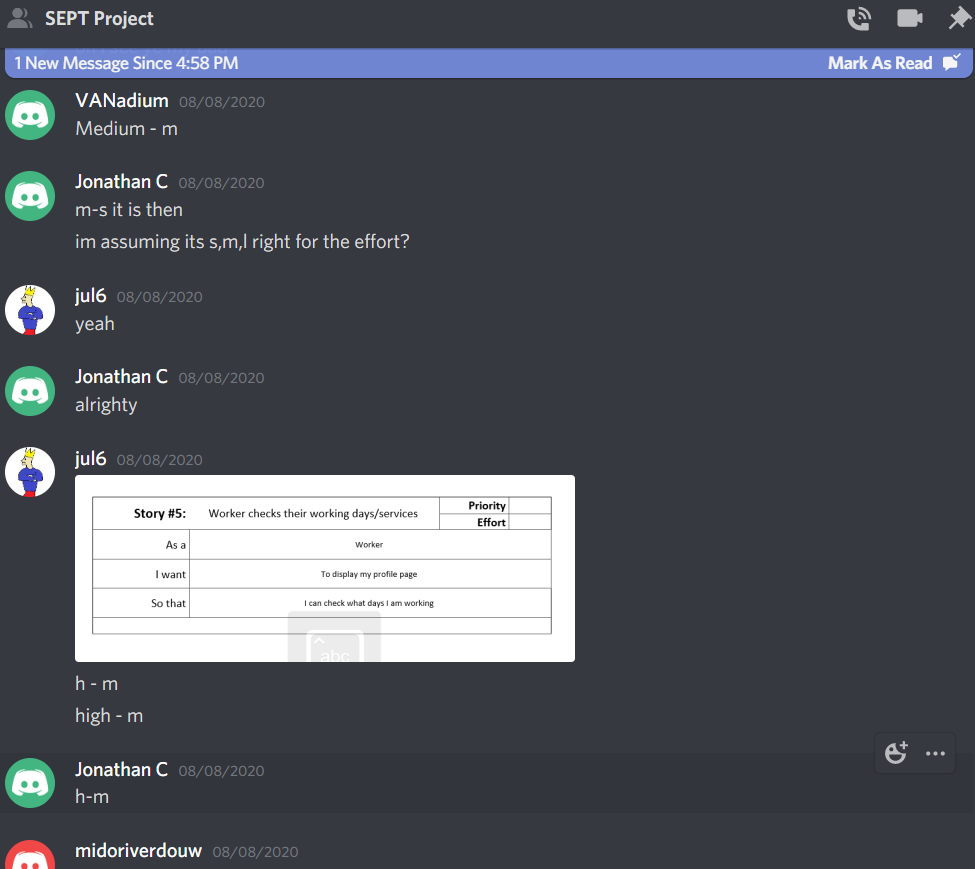 SEPT Project
1 New Message Since 4:58 PM
Mark As Read
VANadium 08/08/2020
Medium - m
Jonathan C 08/08/2020
m-s it is then
im assuming its s,m,l right for the effort?
jul6 08/08/2020
yeah
Jonathan C 08/08/2020
alrighty
jul6 08/08/2020
Story #5: Worker checks their working days/services
Priority
Effort
As a Worker
I want To display my profile page
So that I can check what days I am working
abc
h - m
high - m
Jonathan C 08/08/2020
h-m
midoriverdouw 08/08/2020